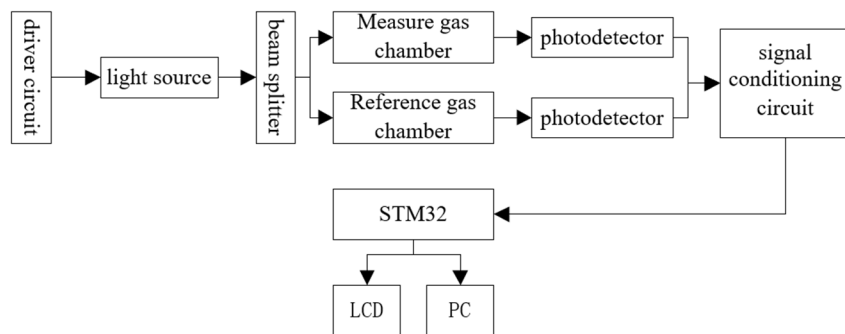 driver circuit
light source
beam splitter
Measure gas
chamber
photodetector
Reference gas
chamber
photodetector
signal
conditioning
circuit
STM32
LCD
PC